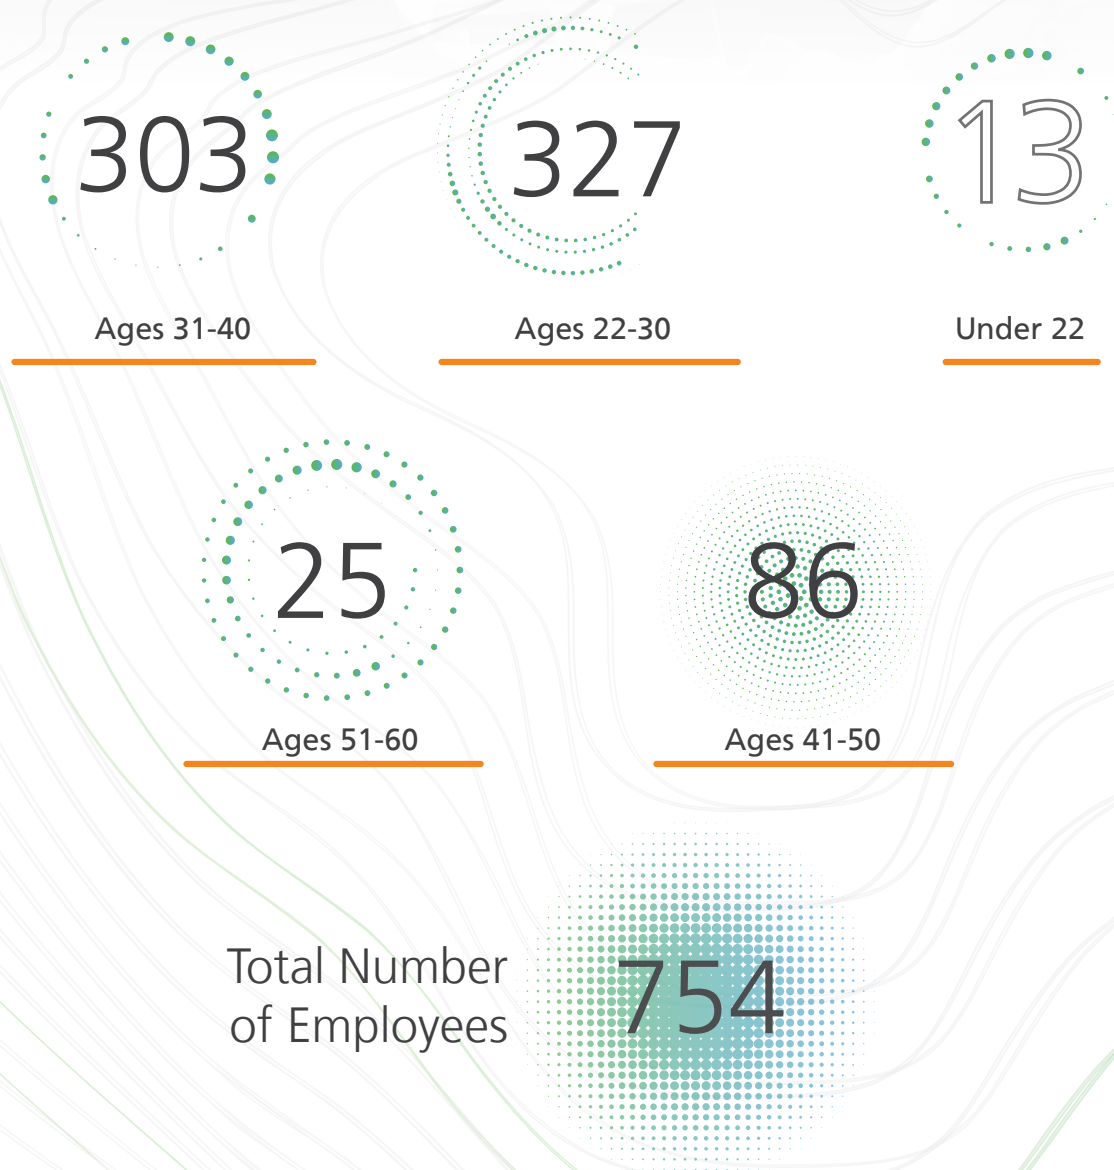 303
327
13
Ages 31-40
Ages 22-30
Under 22
25
86
Ages 51-60
Ages 41-50
Total Number
of Employees
754